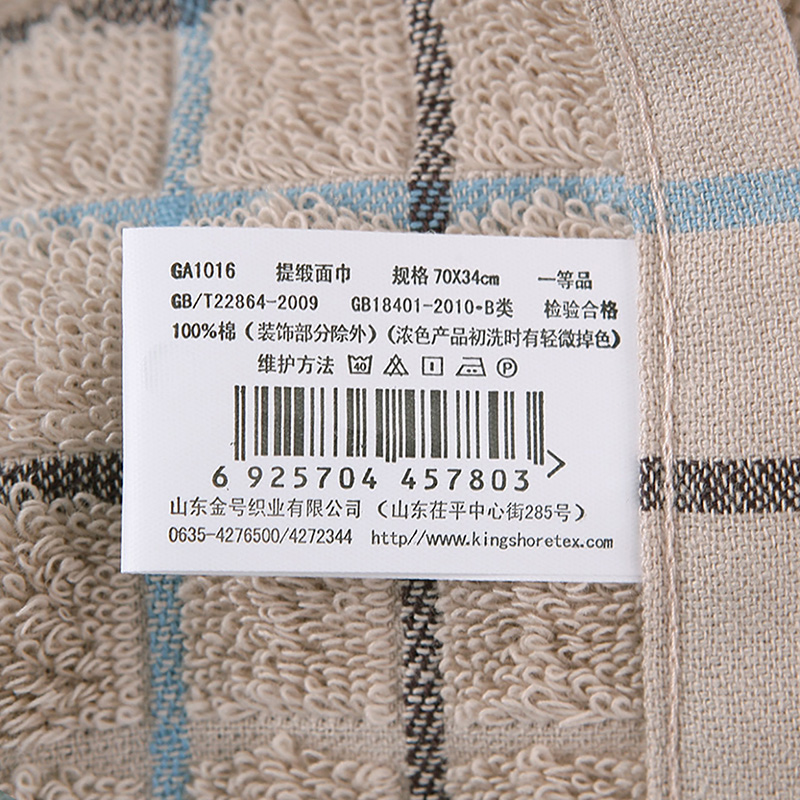 GA1016 提缎面巾 规格 70X34cm 一等品
GB/T22864-2009 GB18401-2010•B类 检验合格
100%棉(装饰部分除外)(浓色产品初洗时有轻微掉色)
维护方法 40 P
6 925704 457803
山东金号织业有限公司 (山东茌平中心街285号)
0635-4276500/4272344 http//www.kingshoretex.com